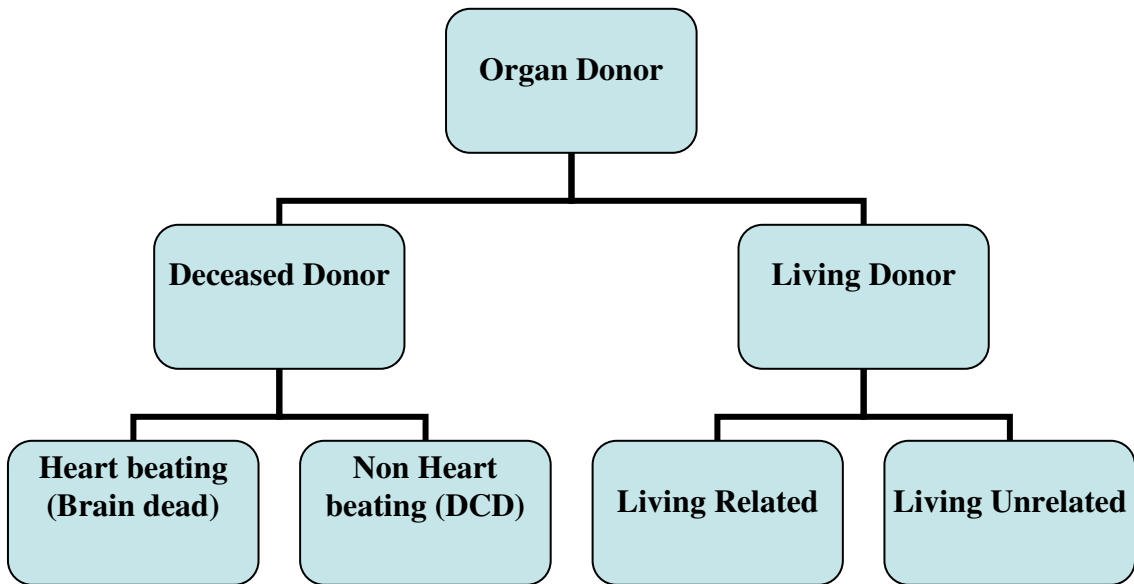 Organ Donor
Deceased Donor
Living Donor
Heart beating
(Brain dead)
Non Heart
beating (DCD)
Living Related
Living Unrelated